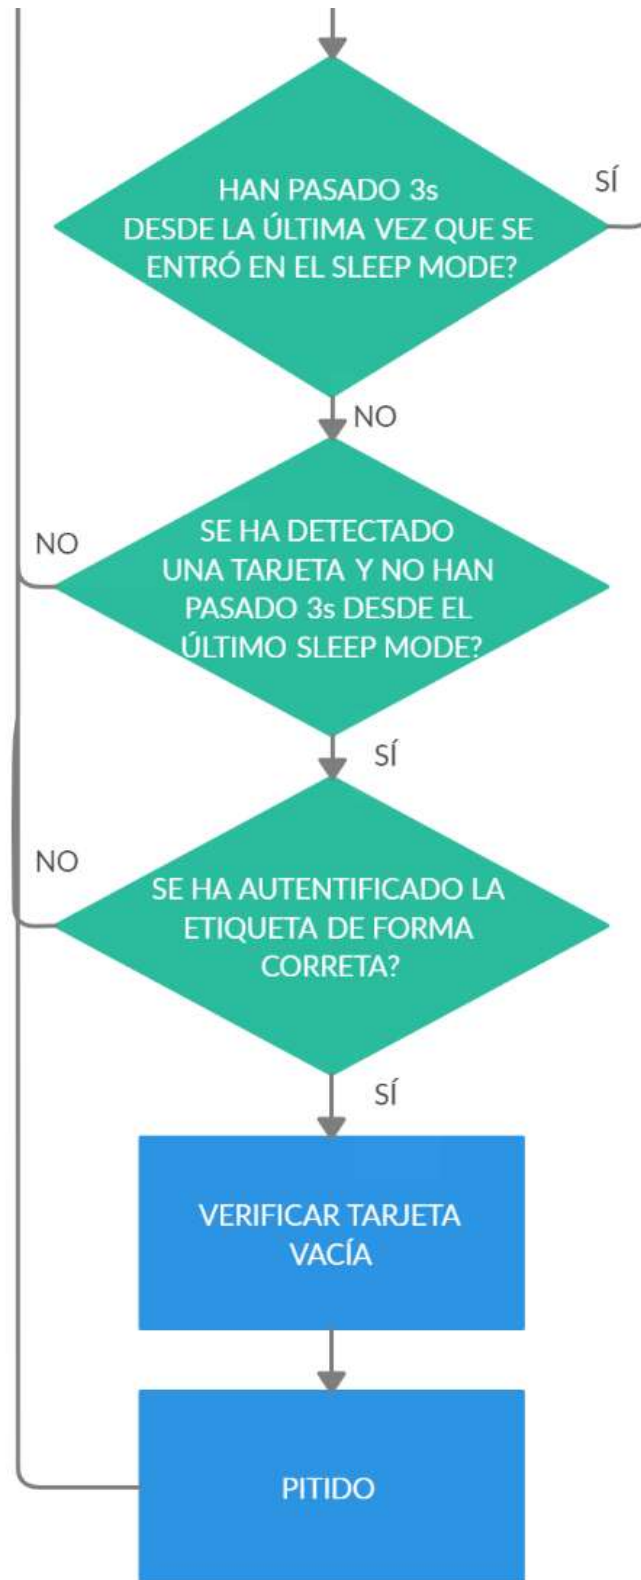 SÍ
HAN PASADO 3s
DESDE LA ÚLTIMA VEZ QUE SE
ENTRÓ EN EL SLEEP MODE?
NO
NO
SE HA DETECTADO
UNA TARJETA Y NO HAN
PASADO 3s DESDE EL
ÚLTIMO SLEEP MODE?
SÍ
NO
SE HA AUTENTIFICADO LA
ETIQUETA DE FORMA
CORRETA?
SÍ
VERIFICAR TARJETA
VACÍA
PITIDO